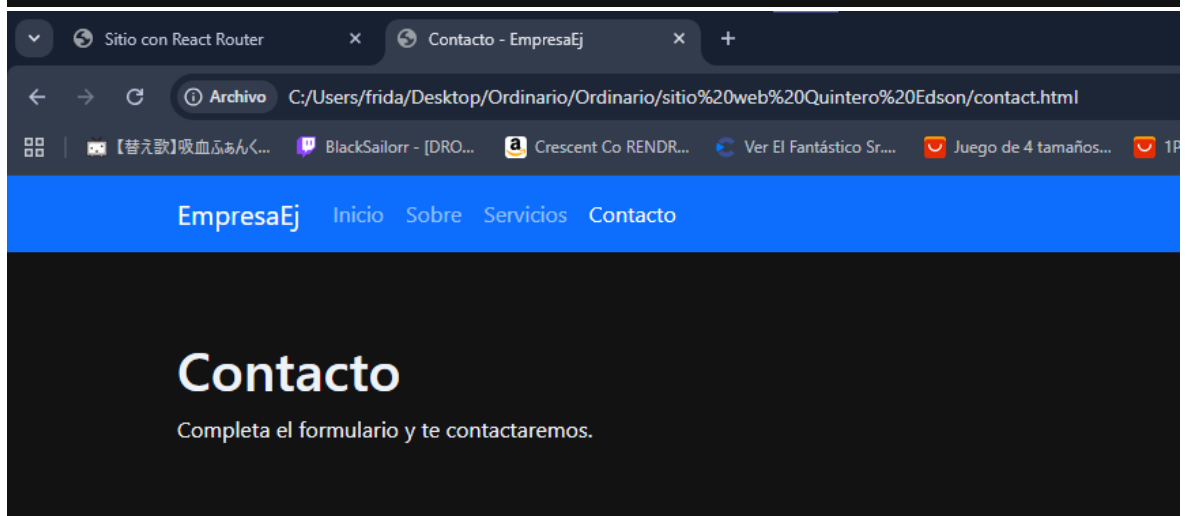 Sitio con React Router
Contacto - EmpresaEj
Archivo C:/Users/frida/Desktop/Ordinario/Ordinario/sitio%20web%20Quintero%20Edson/contact.html
【替え歌】吸血ふぁんく... BlackSailorr - [DRO... Crescent Co RENDR... Ver El Fantástico Sr.... Juego de 4 tamaños... 1P
EmpresaEj Inicio Sobre Servicios Contacto
Contacto
Completa el formulario y te contactaremos.